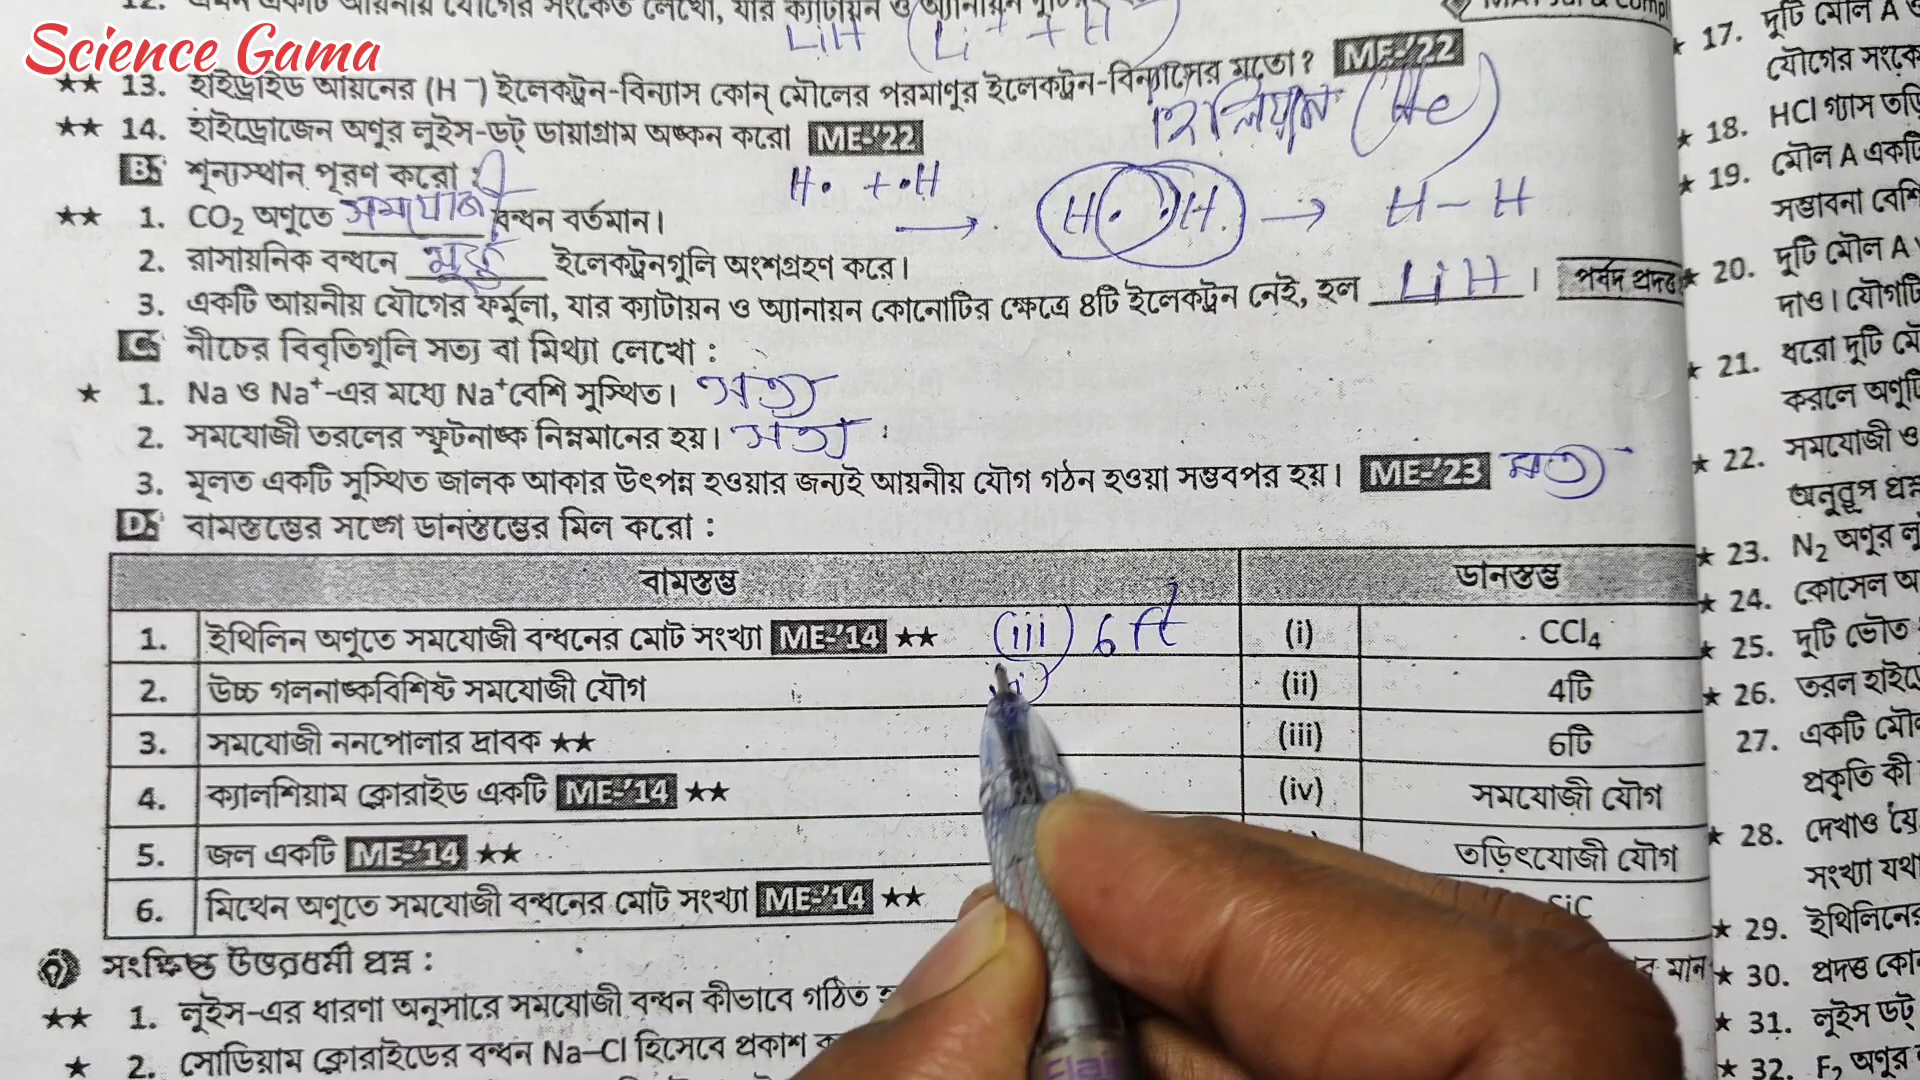 Science Gama
LiH (Li⁺ + H
★★ 13. হাইড্রাইড আয়নের (H⁻) ইলেকট্রন-বিন্যাস কোন্ মৌলের পরমাণুর ইলেকট্রন-বিন্যাসের মতো? ME-'22
হিলিয়াম (He)
★★ 14. হাইড্রোজেন অণুর লুইস-ডট্ ডায়াগ্রাম অঙ্কন করো। ME-'22
B. শূন্যস্থান পূরণ করো :
H• + •H → H : H → H – H
★★ 1. CO₂ অণুতে সমযোজী বন্ধন বর্তমান।
2. রাসায়নিক বন্ধনে ইলেকট্রনগুলি অংশগ্রহণ করে।
3. একটি আয়নীয় যৌগের ফর্মুলা, যার ক্যাটায়ন ও অ্যানায়ন কোনোটির ক্ষেত্রে ৪টি ইলেকট্রন নেই, হল LiH । পর্ষদ প্রদত্ত
C. নীচের বিবৃতিগুলি সত্য বা মিথ্যা লেখো :
★ 1. Na ও Na⁺-এর মধ্যে Na⁺ বেশি সুস্থিত। সত্য
2. সমযোজী তরলের স্ফুটনাঙ্ক নিম্নমানের হয়। সত্য
3. মূলত একটি সুস্থিত জালক আকার উৎপন্ন হওয়ার জন্যই আয়নীয় যৌগ গঠন হওয়া সম্ভবপর হয়। ME-'23 সত্য
D. বামস্তম্ভের সঙ্গে ডানস্তম্ভের মিল করো :
বামস্তম্ভ ডানস্তম্ভ
1. ইথিলিন অণুতে সমযোজী বন্ধনের মোট সংখ্যা ME-'14 ★★ (iii) 6টি (i) CCl₄
2. উচ্চ গলনাঙ্কবিশিষ্ট সমযোজী যৌগ (ii) 4টি
3. সমযোজী ননপোলার দ্রাবক ★★ (iii) 6টি
4. ক্যালশিয়াম ক্লোরাইড একটি ME-'14 ★★ (iv) সমযোজী যৌগ
5. জল একটি ME-'14 ★★ তড়িৎযোজী যৌগ
6. মিথেন অণুতে সমযোজী বন্ধনের মোট সংখ্যা ME-'14 ★★ SiC
সংক্ষিপ্ত উত্তরধর্মী প্রশ্ন :
★★ 1. লুইস-এর ধারণা অনুসারে সমযোজী বন্ধন কীভাবে গঠিত
★ 2. সোডিয়াম ক্লোরাইডের বন্ধন Na–Cl হিসেবে প্রকাশ
★ 17. দুটি মৌল A
যৌগের সংকে
HCl গ্যাস
★ 18.
★ 19. মৌল A একটি
সম্ভাবনা বেশি
★ 20. দুটি মৌল A
দাও। যৌগটি
★ 21. ধরো দুটি মৌ
করলে অণুটি
★ 22. সমযোজী ও
অনুরূপ প্রশ্ন
★ 23. N₂ অণুর লু
★ 24. কোসেল অ
★ 25. দুটি ভৌত
★ 26. তরল হাইড্রো
27. একটি মৌ
প্রকৃতি কী
★ 28. দেখাও যে
সংখ্যা যথা
★ 29. ইথিলিনের
মান ★ 30. প্রদত্ত কোন
★ 31. লুইস ডট্
★ 32. F₂ অণুর